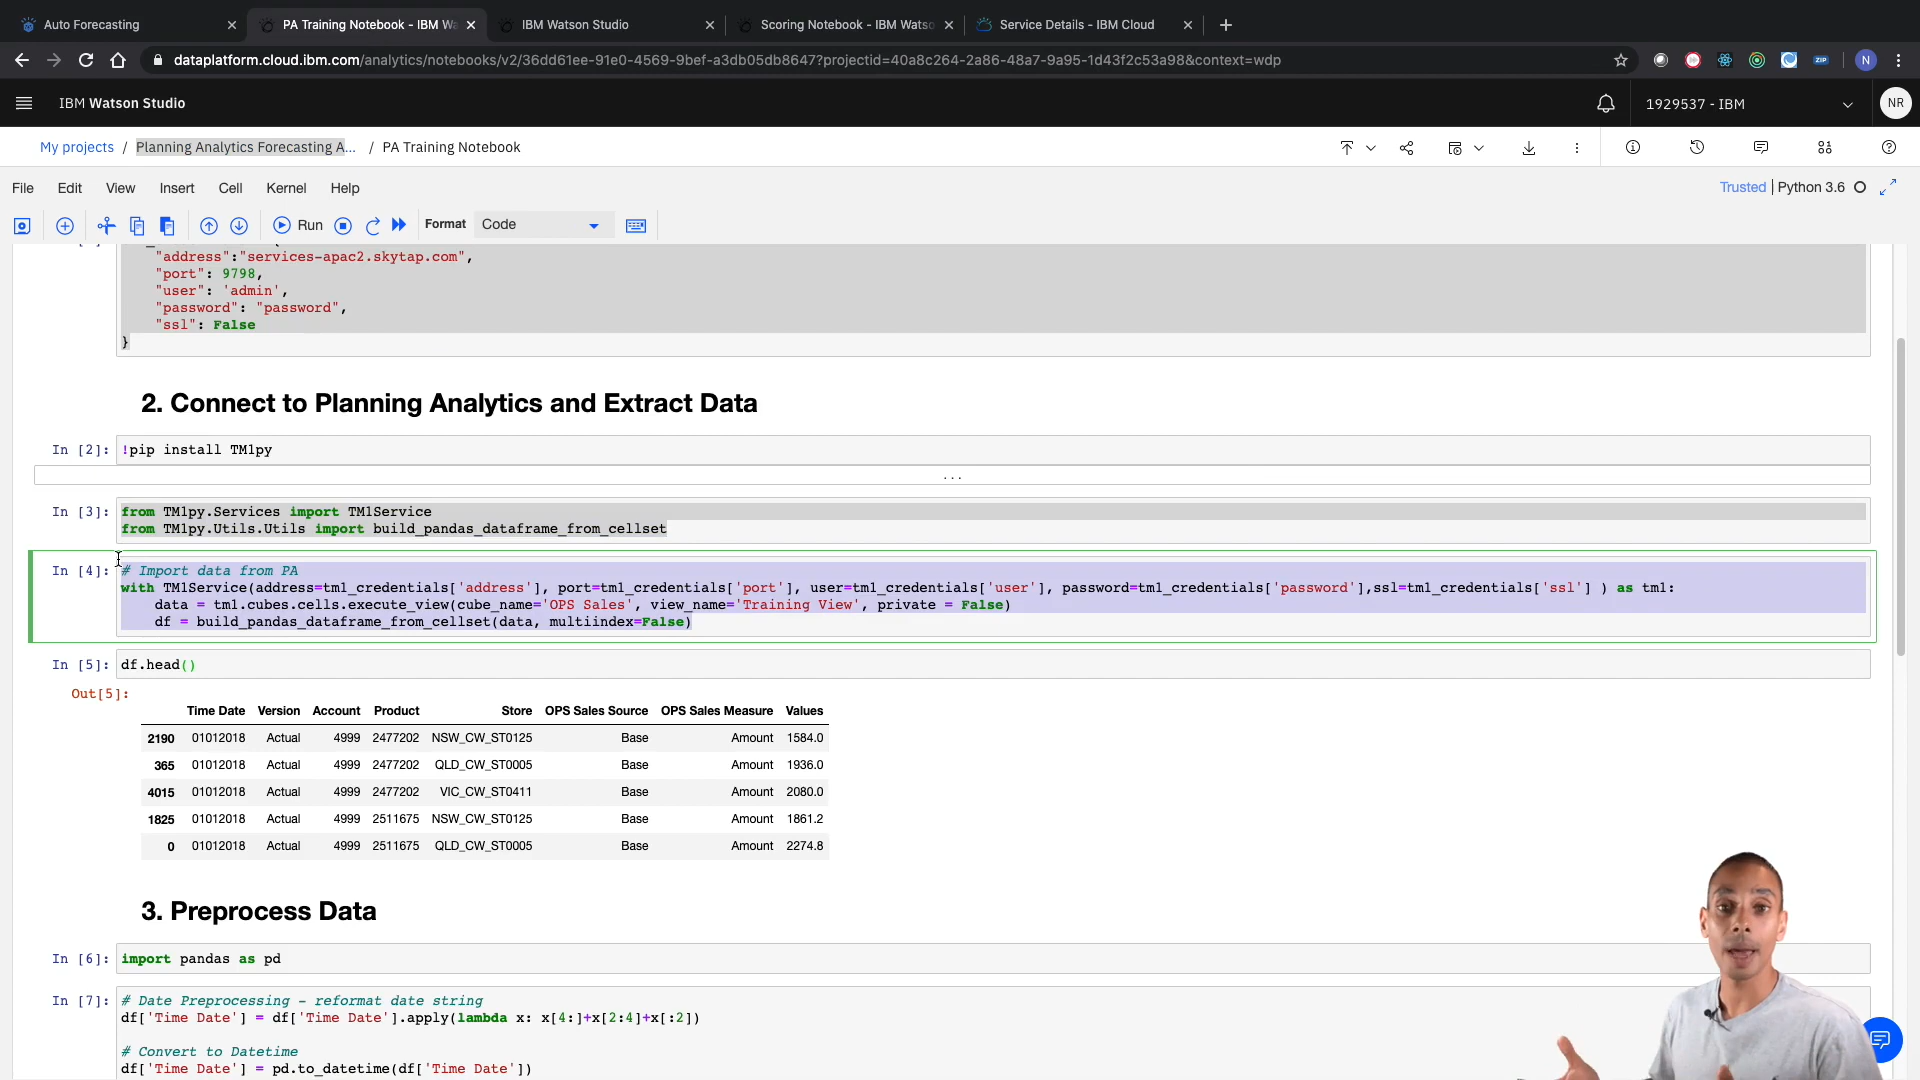 Auto Forecasting
PA Training Notebook - IBM Wa
IBM Watson Studio
Scoring Notebook - IBM Watso
Service Details - IBM Cloud
dataplatform.cloud.ibm.com/analytics/notebooks/v2/36dd61ee-91e0-4569-9bef-a3db05db8647?projectid=40a8c264-2a86-48a7-9a95-1d43f2c53a98&context=wdp
ZIP
N
IBM Watson Studio
1929537 - IBM
NR
My projects / Planning Analytics Forecasting A... / PA Training Notebook
File Edit View Insert Cell Kernel Help
Trusted | Python 3.6
Run
Format
Code
"address":"services-apac2.skytap.com",
"port": 9798,
"user": 'admin',
"password": "password",
"ssl": False
}
2. Connect to Planning Analytics and Extract Data
In [2]: !pip install TM1py
...
In [3]: from TM1py.Services import TM1Service
from TM1py.Utils.Utils import build_pandas_dataframe_from_cellset
In [4]: # Import data from PA
with TM1Service(address=tm1_credentials['address'], port=tm1_credentials['port'], user=tm1_credentials['user'], password=tm1_credentials['password'],ssl=tm1_credentials['ssl'] ) as tm1:
data = tm1.cubes.cells.execute_view(cube_name='OPS Sales', view_name='Training View', private = False)
df = build_pandas_dataframe_from_cellset(data, multiindex=False)
In [5]: df.head()
Out[5]:
Time Date Version Account Product Store OPS Sales Source OPS Sales Measure Values
2190 01012018 Actual 4999 2477202 NSW_CW_ST0125 Base Amount 1584.0
365 01012018 Actual 4999 2477202 QLD_CW_ST0005 Base Amount 1936.0
4015 01012018 Actual 4999 2477202 VIC_CW_ST0411 Base Amount 2080.0
1825 01012018 Actual 4999 2511675 NSW_CW_ST0125 Base Amount 1861.2
0 01012018 Actual 4999 2511675 QLD_CW_ST0005 Base Amount 2274.8
3. Preprocess Data
In [6]: import pandas as pd
In [7]: # Date Preprocessing - reformat date string
df['Time Date'] = df['Time Date'].apply(lambda x: x[4:]+x[2:4]+x[:2])
# Convert to Datetime
df['Time Date'] = pd.to_datetime(df['Time Date'])